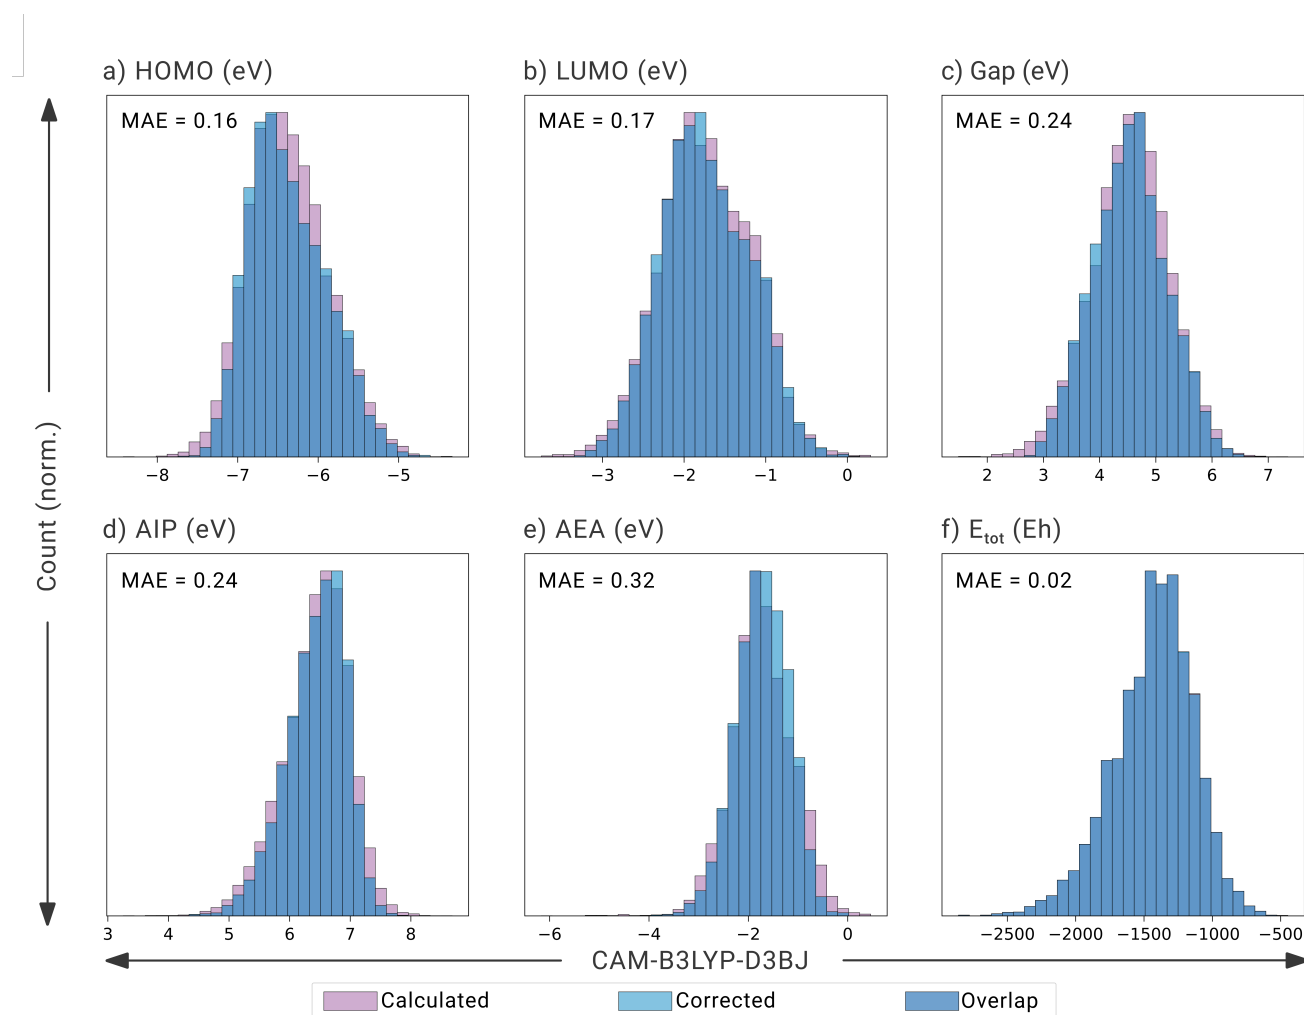 a) HOMO (eV)
b) LUMO (eV)
c) Gap (eV)
MAE = 0.16
MAE = 0.17
MAE = 0.24
−8 −7 −6 −5
−3 −2 −1 0
2 3 4 5 6 7
Count (norm.)
d) AIP (eV)
e) AEA (eV)
f) Etot (Eh)
MAE = 0.24
MAE = 0.32
MAE = 0.02
3 4 5 6 7 8
−6 −4 −2 0
−2500 −2000 −1500 −1000 −500
CAM-B3LYP-D3BJ
Calculated Corrected Overlap